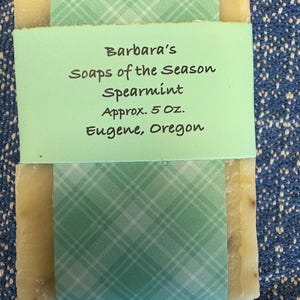 Barbara's
Soaps of the Season
Spearmint
Approx. 5 Oz.
Eugene, Oregon